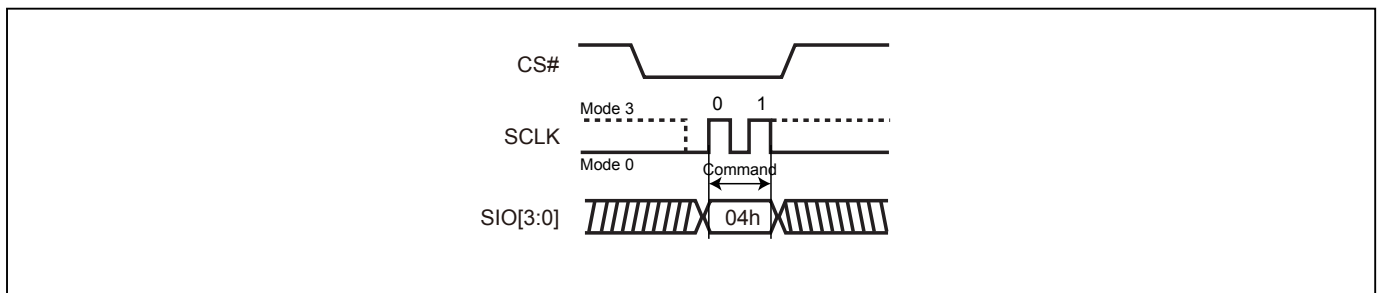 CS#
Mode 3
0 1
SCLK
Mode 0
Command
SIO[3:0]
04h